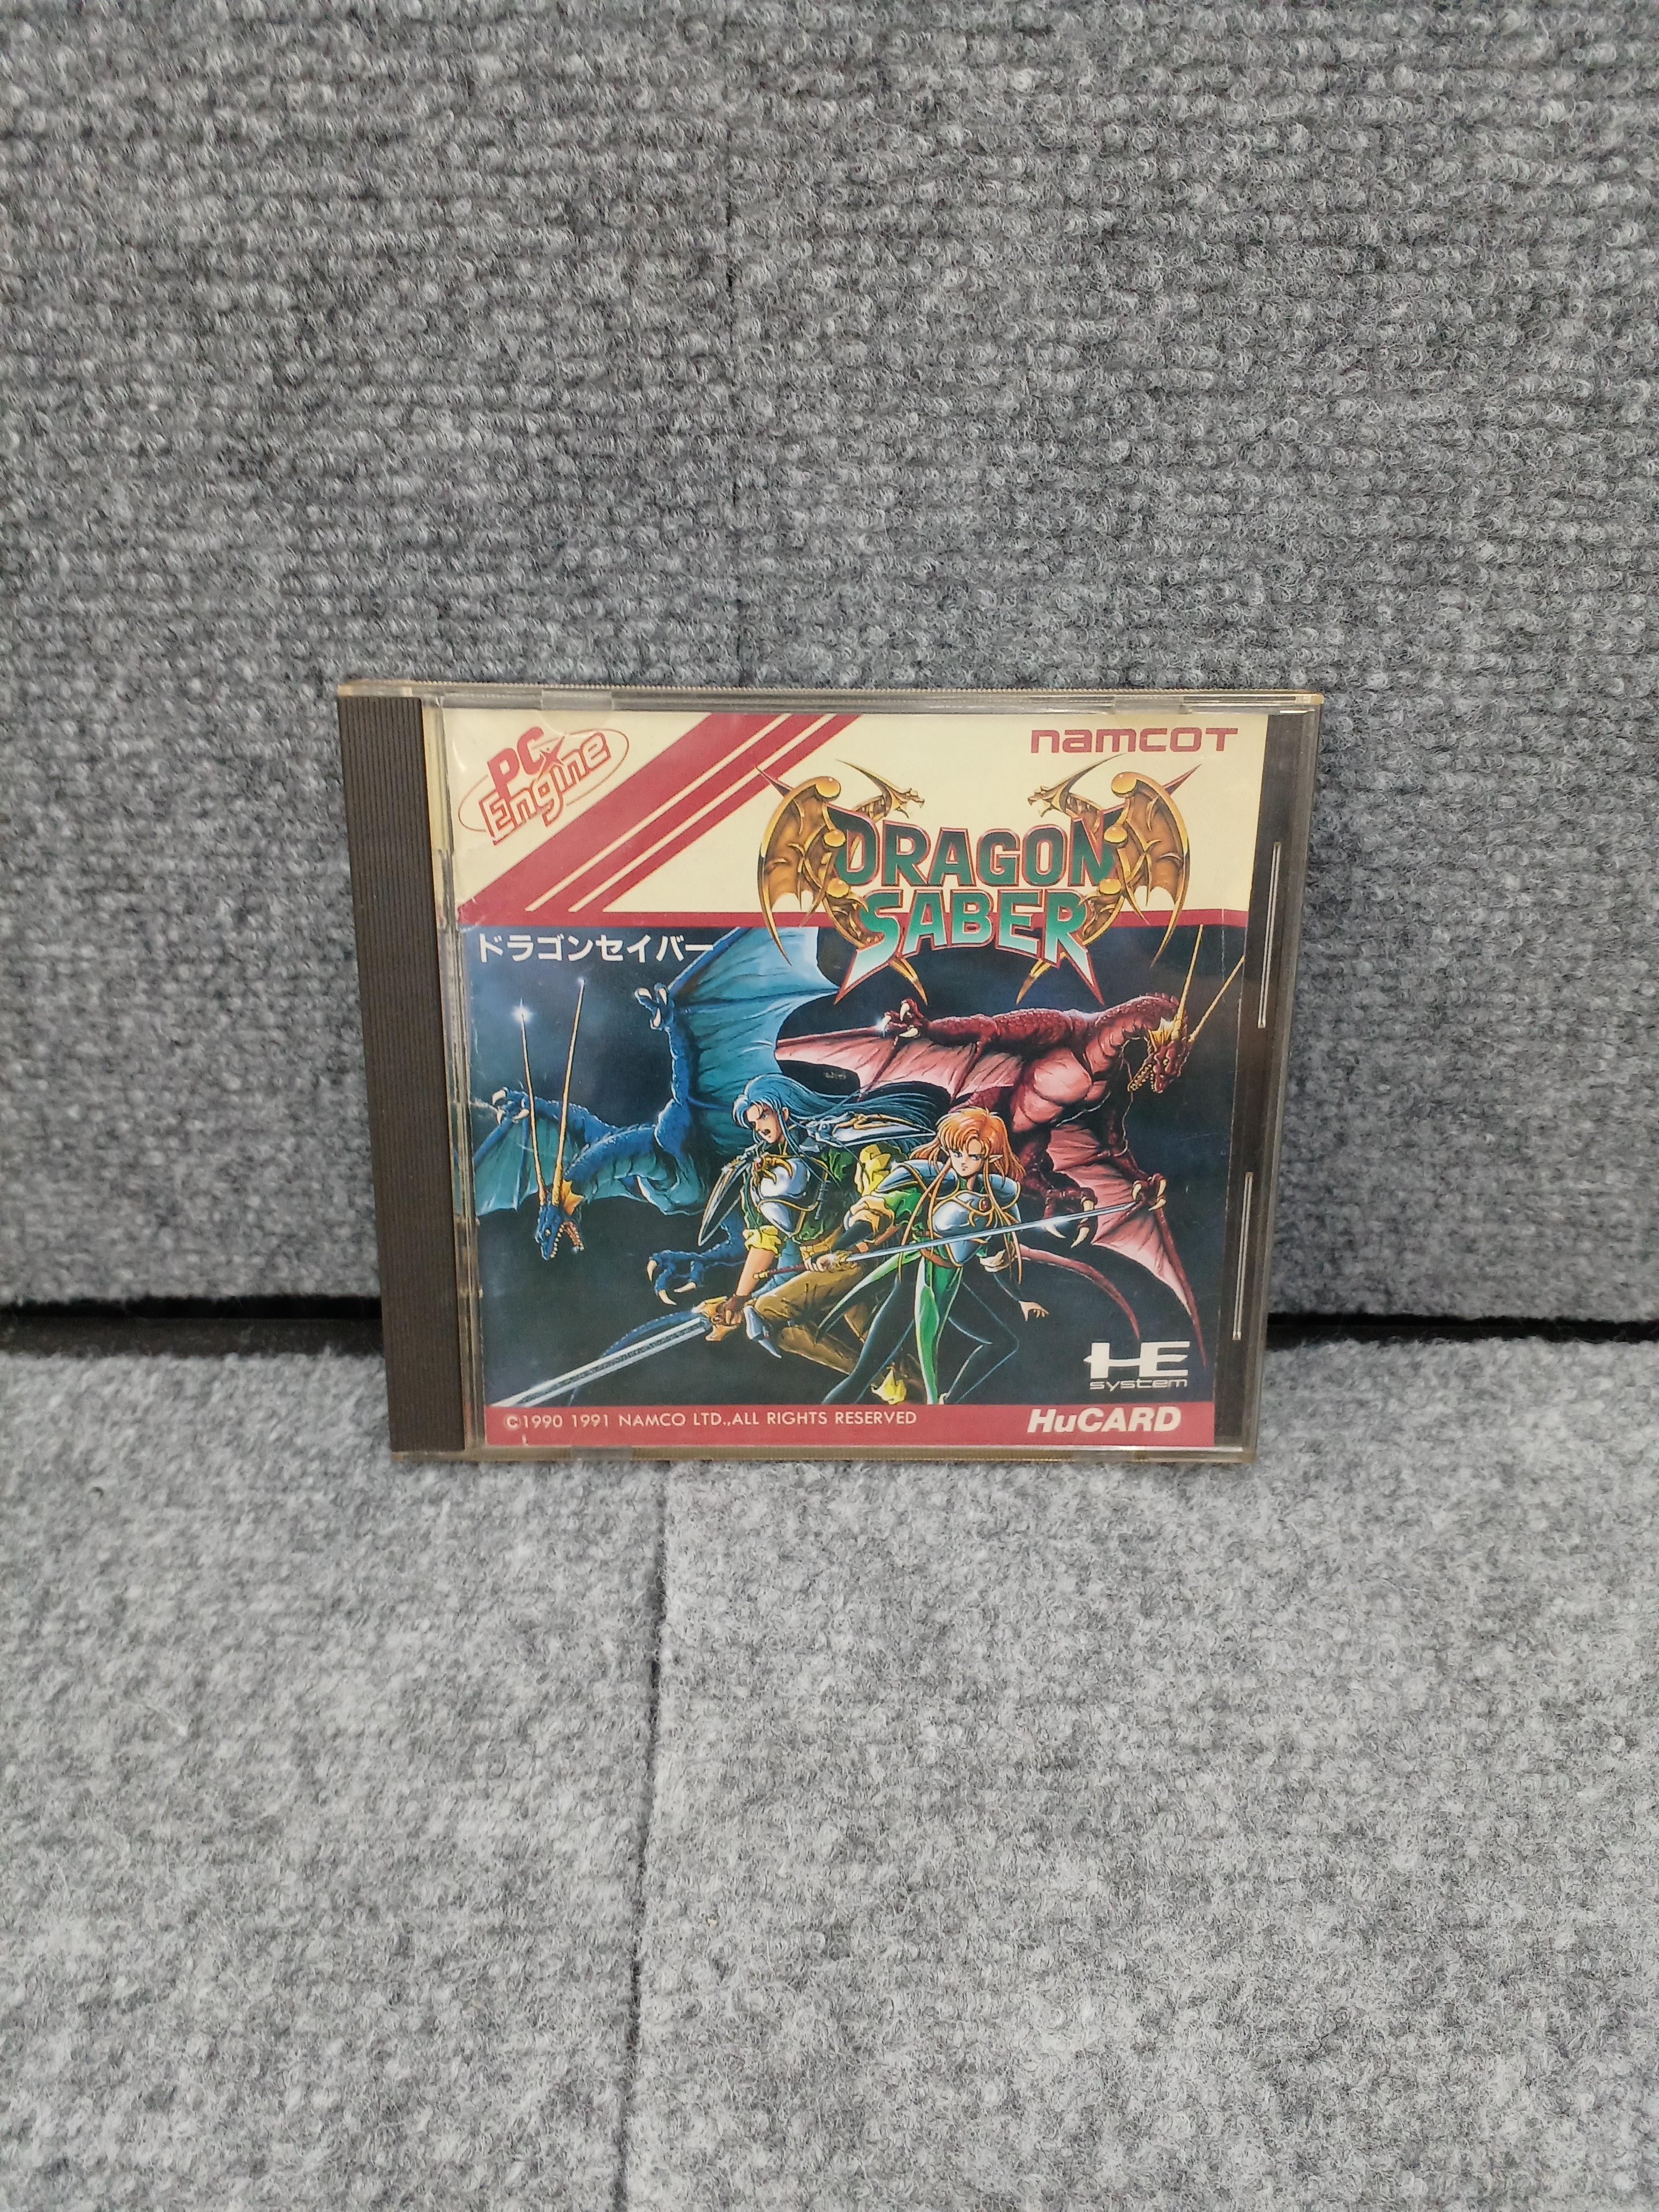 PC Engine
namcot
DRAGON
SABER
ドラゴンセイバー
HE
system
©1990 1991 NAMCO LTD.,ALL RIGHTS RESERVED
HuCARD